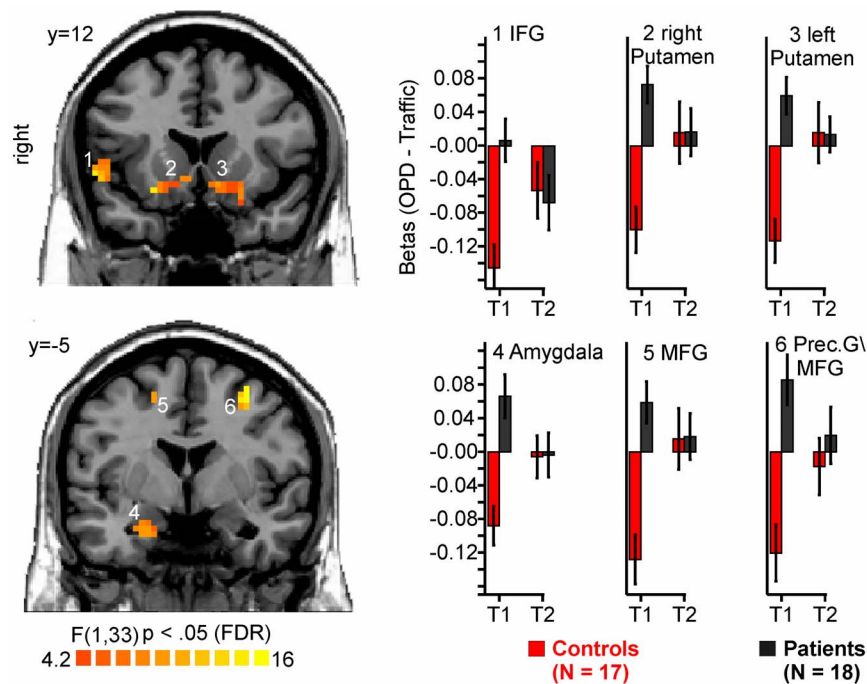 y=12
right
1
2
3
y=-5
4
5
6
F(1,33) p < .05 (FDR)
4.2
16
Betas (OPD - Traffic)
1 IFG
2 right
Putamen
3 left
Putamen
0.08
0.04
-0.00
-0.04
-0.08
-0.12
T1 T2
T1 T2
T1 T2
4 Amygdala
5 MFG
6 Prec.G\
MFG
0.08
0.04
-0.00
-0.04
-0.08
-0.12
T1 T2
T1 T2
T1 T2
Controls
(N = 17)
Patients
(N = 18)